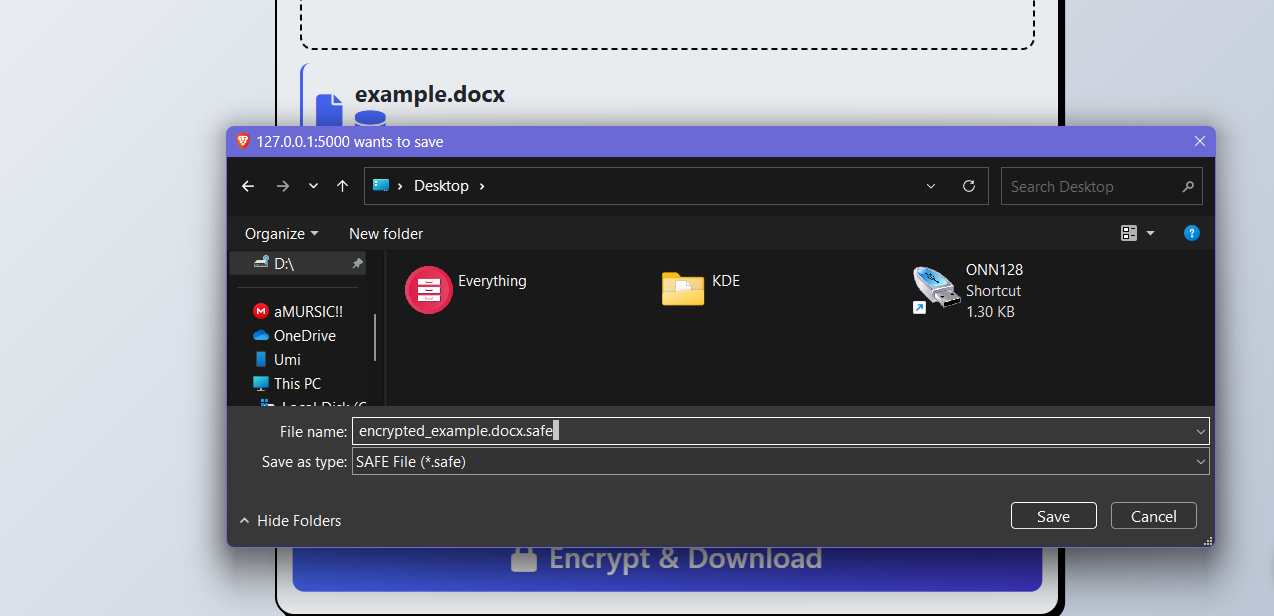 example.docx
127.0.0.1:5000 wants to save
Desktop
Search Desktop
Organize
New folder
D:\
aMURSIC!!
OneDrive
Umi
This PC
Local Disk (C
Everything
KDE
ONN128
Shortcut
1.30 KB
File name: encrypted_example.docx.safe
Save as type: SAFE File (*.safe)
Hide Folders
Save
Cancel
Encrypt & Download